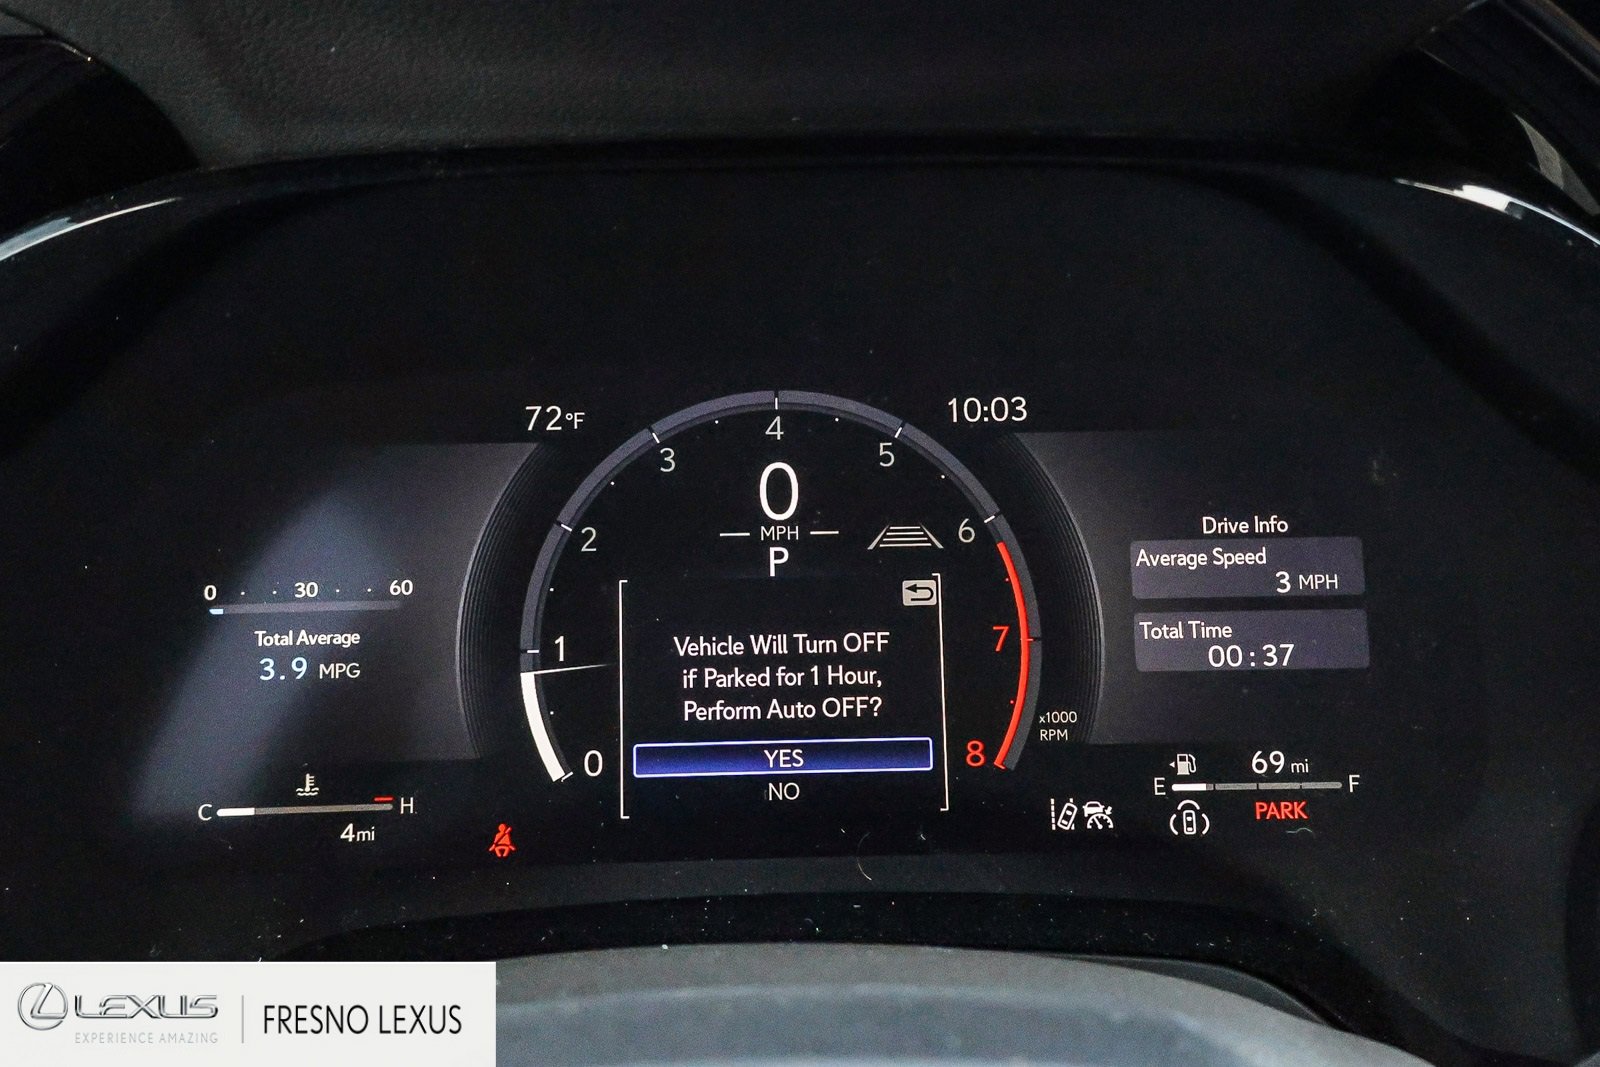 72°F
10:03
4
3
5
2
6
1
7
0
8
0
MPH
P
x1000
RPM
0 30 60
Total Average
3.9 MPG
C H
4mi
Vehicle Will Turn OFF
if Parked for 1 Hour,
Perform Auto OFF?
YES
NO
Drive Info
Average Speed
3 MPH
Total Time
00:37
69 mi
E F
PARK
LEXUS
EXPERIENCE AMAZING
FRESNO LEXUS